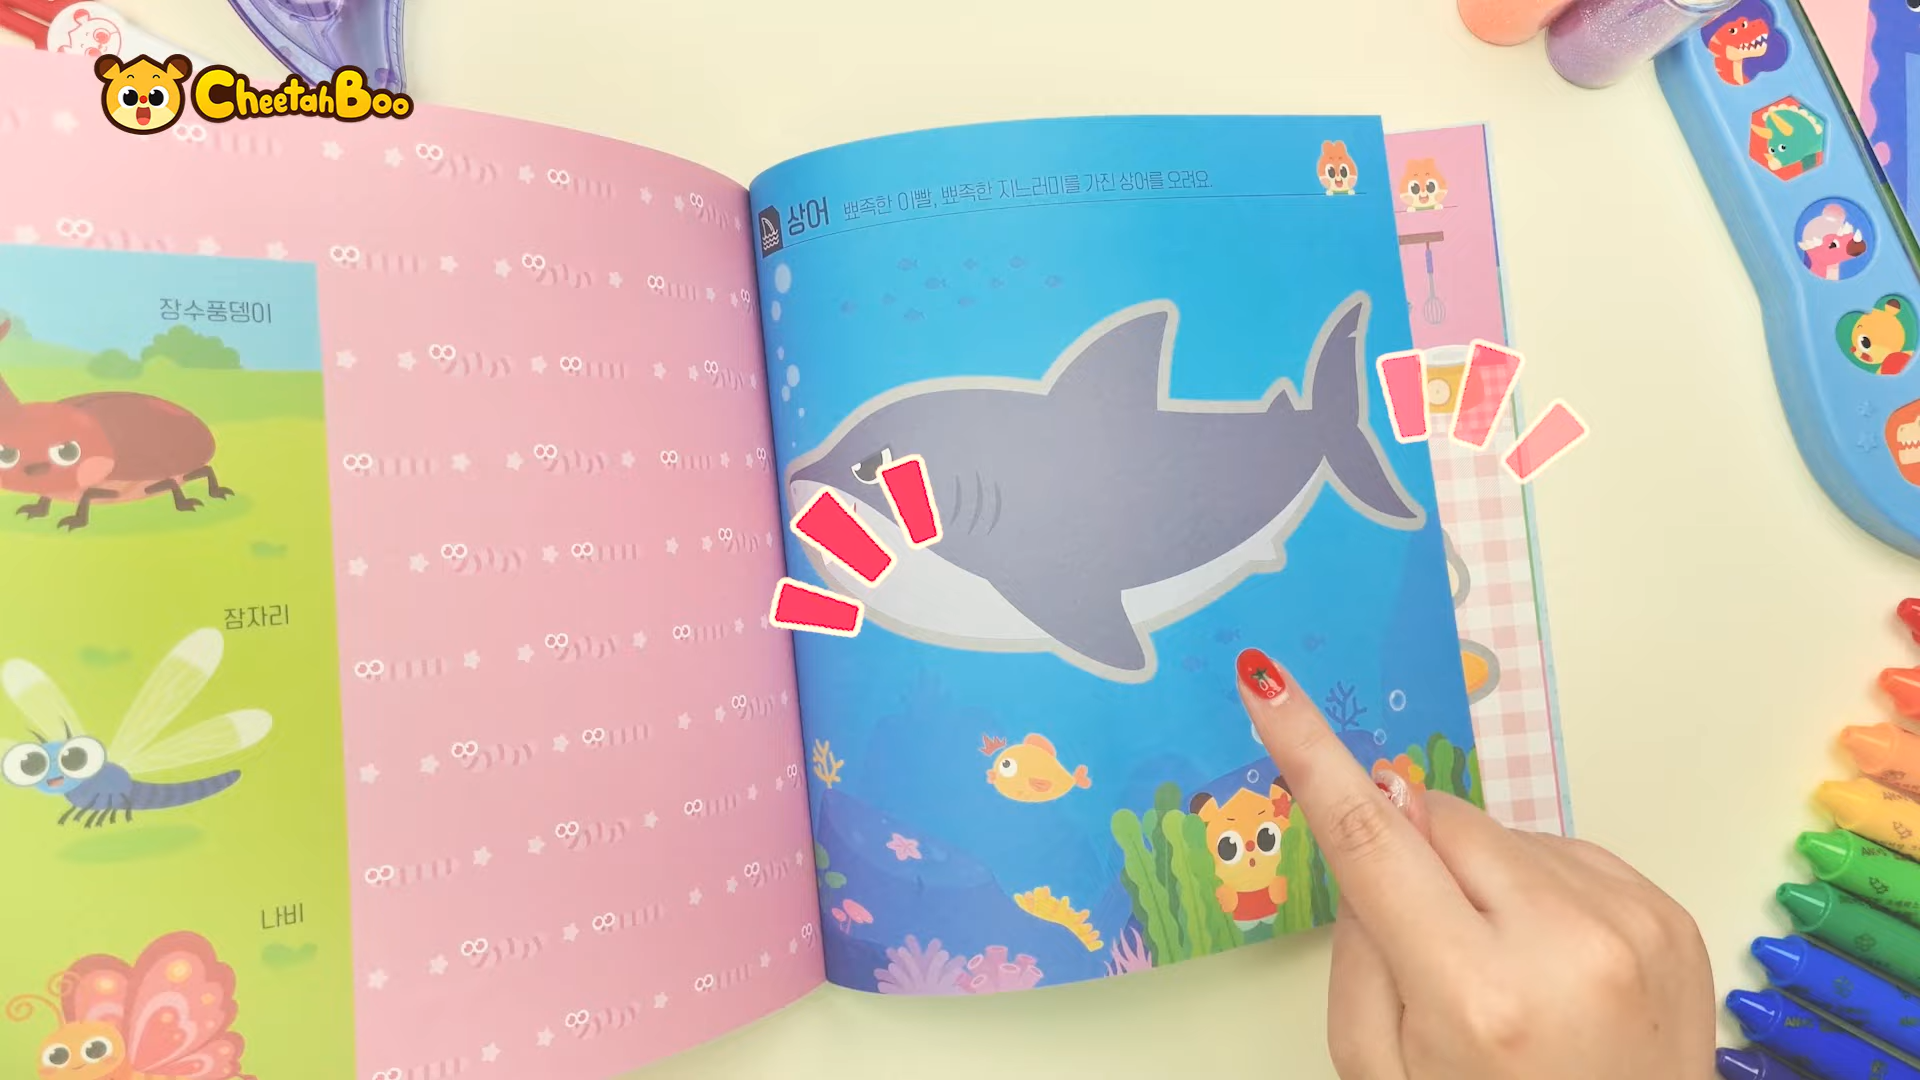 CheetahBoo
장수풍뎅이
잠자리
나비
상어 뾰족한 이빨, 뾰족한 지느러미를 가진 상어를 오려요.